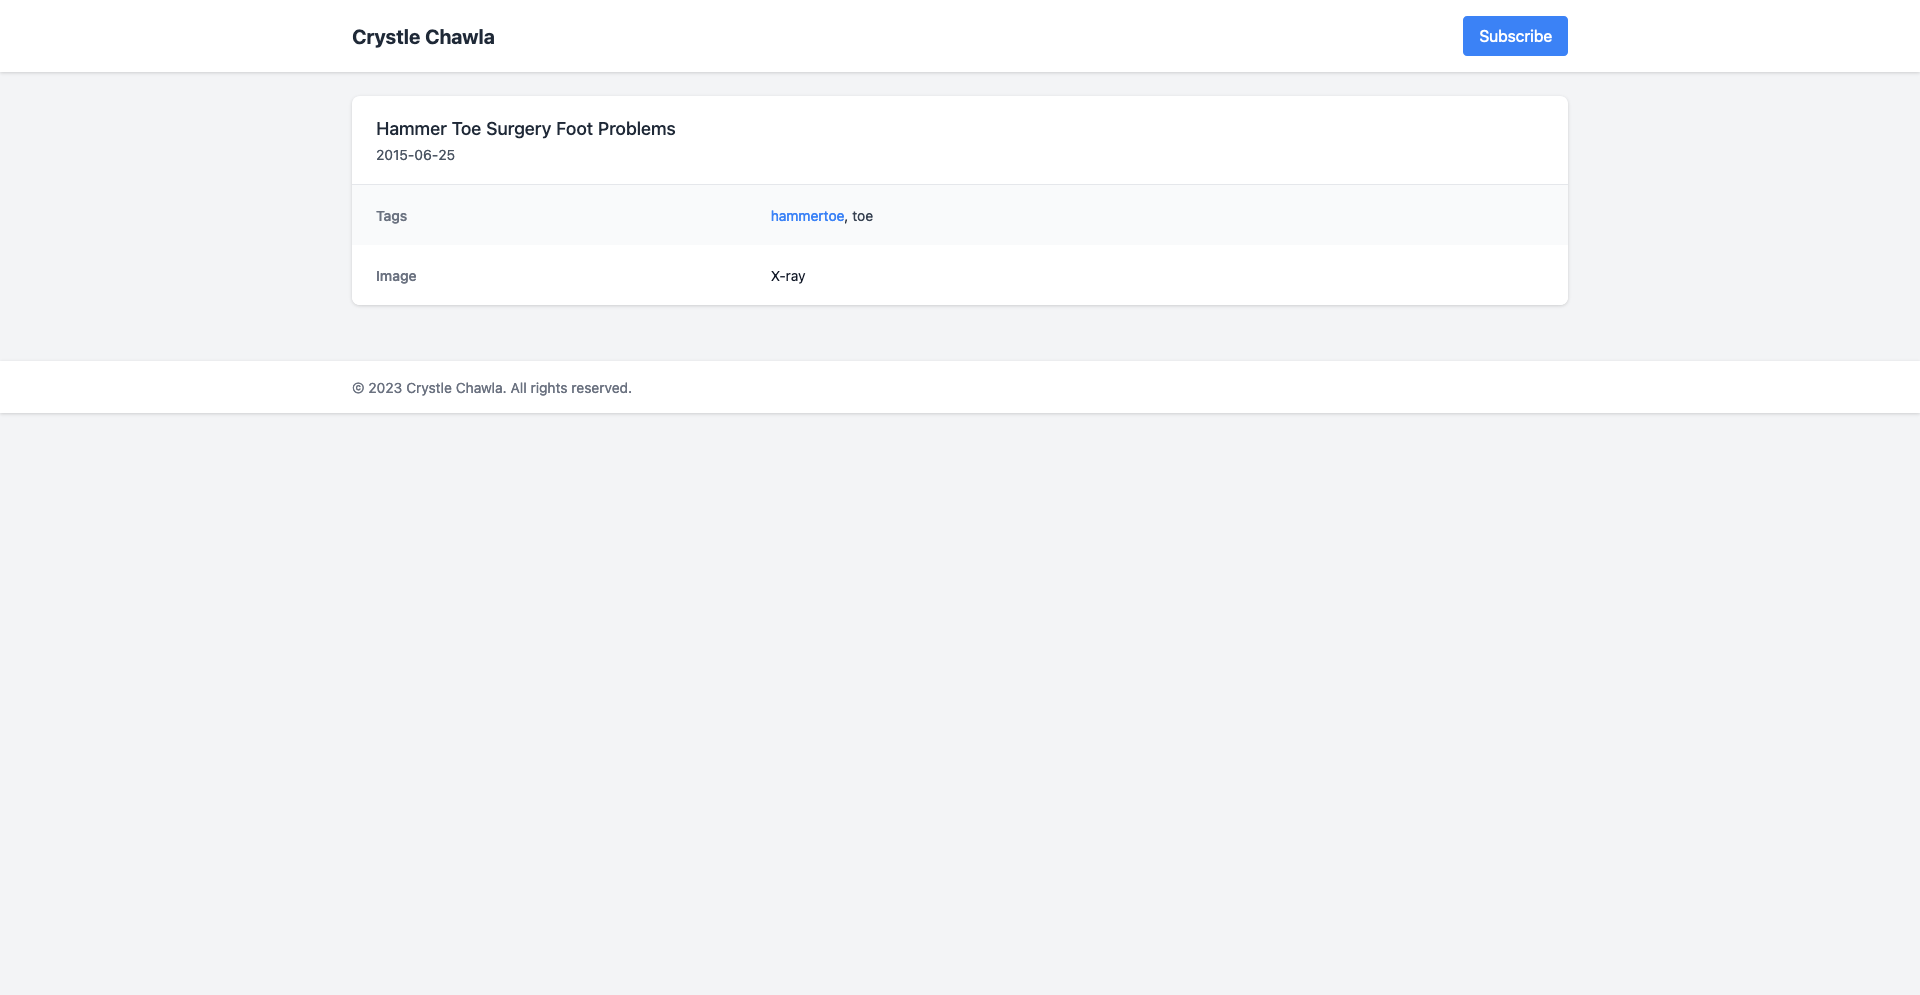 Crystle Chawla
Subscribe
Hammer Toe Surgery Foot Problems
2015-06-25
Tags
hammertoe, toe
Image
X-ray
© 2023 Crystle Chawla. All rights reserved.